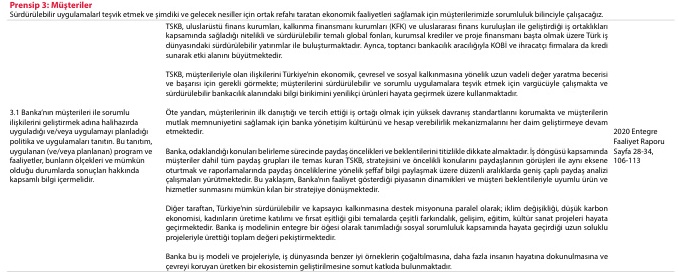 Prensip 3: Müşteriler
Sürdürülebilir uygulamaları teşvik etmek ve şimdiki ve gelecek nesiller için ortak refahı yaratan ekonomik faaliyetleri sağlamak için müşterilerimizle sorumluluk bilinciyle çalışacağız.
3.1 Banka'nın müşterileri ile sorumlu
ilişkilerini geliştirmek adına halihazırda
uyguladığı ve/veya uygulamayı planladığı
politika ve uygulamaları tanıtın. Bu tanıtım,
uygulanan (ve/veya planlanan) program ve
faaliyetler, bunların ölçekleri ve mümkün
olduğu durumlarda sonuçları hakkında
kapsamlı bilgi içermelidir.
TSKB, uluslarüstü finans kurumları, kalkınma finansmanı kurumları (KFK) ve uluslararası finans kuruluşları ile geliştirdiği iş ortaklıkları
kapsamında sağladığı nitelikli ve sürdürülebilir temalı global fonları, kurumsal krediler ve proje finansmanı başta olmak üzere Türk iş
dünyasındaki sürdürülebilir yatırımlar ile buluşturmaktadır. Ayrıca, toptancı bankacılık aracılığıyla KOBİ ve ihracatçı firmalara da kredi
sunarak etki alanını büyütmektedir.
TSKB, müşterileriyle olan ilişkilerini Türkiye'nin ekonomik, çevresel ve sosyal kalkınmasına yönelik uzun vadeli değer yaratma becerisi
ve başarısı için gerekli görmekte; müşterilerini sürdürülebilir ve sorumlu uygulamalara teşvik etmek için vargücüyle çalışmakta ve
sürdürülebilir bankacılık alanındaki bilgi birikimini yenilikçi ürünleri hayata geçirmek üzere kullanmaktadır.
Öte yandan, müşterilerinin ilk danıştığı ve tercih ettiği iş ortağı olmak için yüksek davranış standartlarını korumakta ve müşterilerin
mutlak memnuniyetini sağlamak için banka yönetişim kültürünü ve hesap verebilirlik mekanizmalarını her daim geliştirmeye devam
etmektedir.
Banka, odaklandığı konuları belirleme sürecinde paydaş öncelikleri ve beklentilerini titizlikle dikkate almaktadır. İş döngüsü kapsamında
müşteriler dahil tüm paydaş grupları ile temas kuran TSKB, stratejisini ve öncelikli konularını paydaşlarının görüşleri ile aynı eksene
oturtmak ve raporlamalarında paydaş önceliklerine yönelik şeffaf bilgi paylaşmak üzere düzenli aralıklarla geniş çaplı paydaş analizi
çalışmaları yürütmektedir. Bu yaklaşım, Banka'nın faaliyet gösterdiği piyasanın dinamikleri ve müşteri beklentileriyle uyumlu ürün ve
hizmetler sunmasını mümkün kılan bir stratejiye dönüşmektedir.
Diğer taraftan, Türkiye'nin sürdürülebilir ve kapsayıcı kalkınmasına destek misyonuna paralel olarak; iklim değişikliği, düşük karbon
ekonomisi, kadınların üretime katılımı ve fırsat eşitliği gibi temalarda çeşitli farkındalık, gelişim, eğitim, kültür sanat projeleri hayata
geçirmektedir. Banka iş modelinin entegre bir öğesi olarak tanımladığı sosyal sorumluluk kapsamında hayata geçirdiği uzun soluklu
projeleriyle ürettiği toplam değeri pekiştirmektedir.
Banka bu iş modeli ve projeleriyle, iş dünyasında benzer iyi örneklerin çoğaltılmasına, daha fazla insanın hayatına dokunulmasına ve
çevreyi koruyan üretken bir ekosistemin geliştirilmesine somut katkıda bulunmaktadır.
2020 Entegre
Faaliyet Raporu
Sayfa 28-34,
106-113